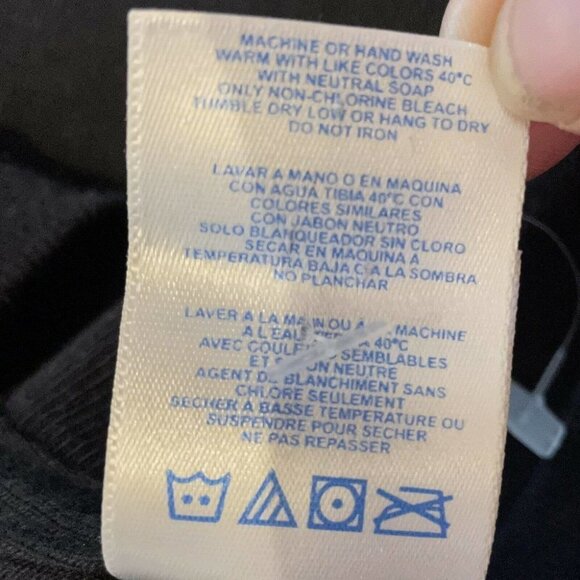 MACHINE OR HAND WASH
WARM WITH LIKE COLORS 40°C
WITH NEUTRAL SOAP
ONLY NON-CHLORINE BLEACH
TUMBLE DRY LOW OR HANG TO DRY
DO NOT IRON
LAVAR A MANO O EN MAQUINA
CON AGUA TIBIA 40°C CON
COLORES SIMILARES
CON JABON NEUTRO
SOLO BLANQUEADOR SIN CLORO
SECAR EN MAQUINA A
TEMPERATURA BAJA O A LA SOMBRA
NO PLANCHAR
LAVER A LA MAIN OU À MACHINE
A L'EAU 40°C
AVEC SEMBLABLES
ET NEUTRE
AGENT DE BLANCHIMENT SANS
CHLORE SEULEMENT
SECHER A BASSE TEMPERATURE OU
SUSPENDRE POUR SECHER
NE PAS REPASSER